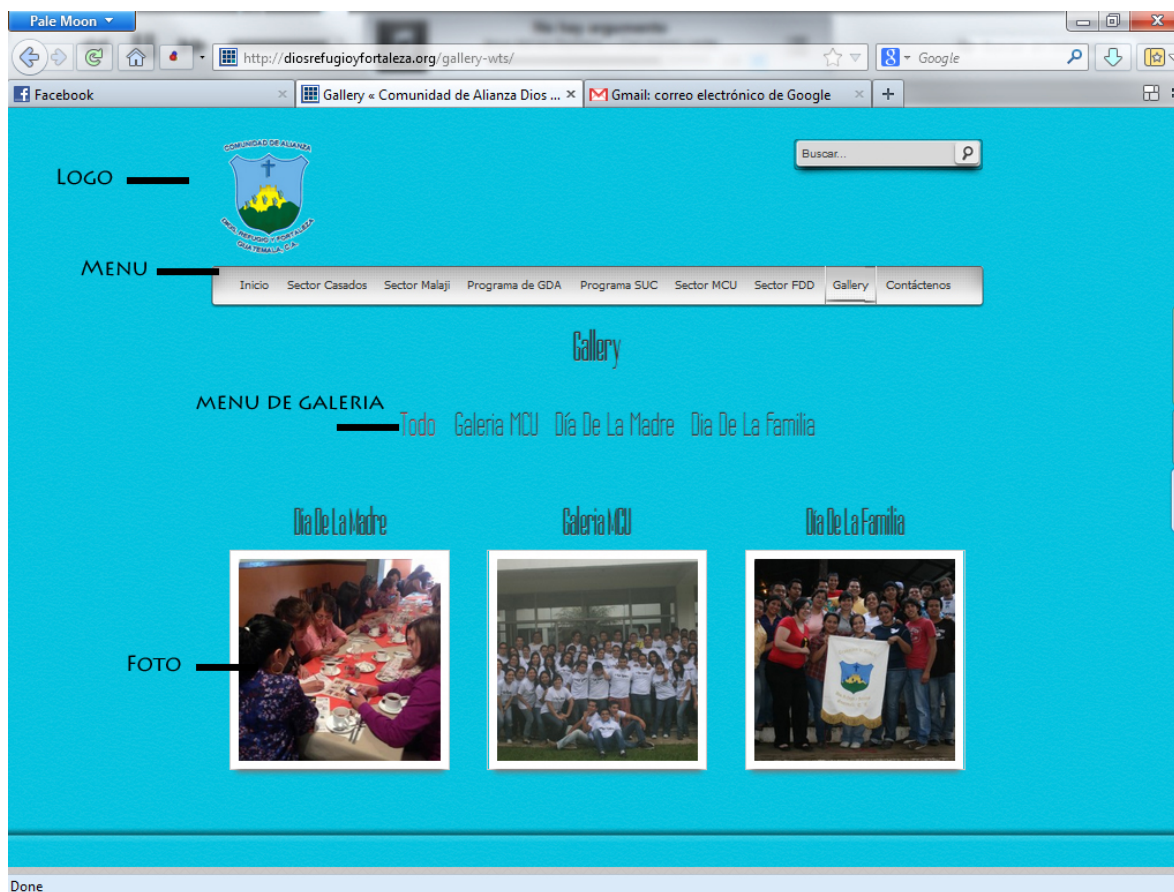 Pale Moon
No hay argumento
http://diosrefugioyfortaleza.org/gallery-wts/
Google
Facebook
Gallery « Comunidad de Alianza Dios ...
Gmail: correo electrónico de Google
COMUNIDAD DE ALIANZA
DIOS, REFUGIO Y FORTALEZA
GUATEMALA, C.A.
Buscar...
Logo
Menu
Inicio Sector Casados Sector Malaji Programa de GDA Programa SUC Sector MCU Sector FDD Gallery Contáctenos
Gallery
MENU DE GALERIA
Todo Galeria MCU Día De La Madre Dia De La Familia
Día De La Madre Galeria MCU Dia De La Familia
Foto
Done